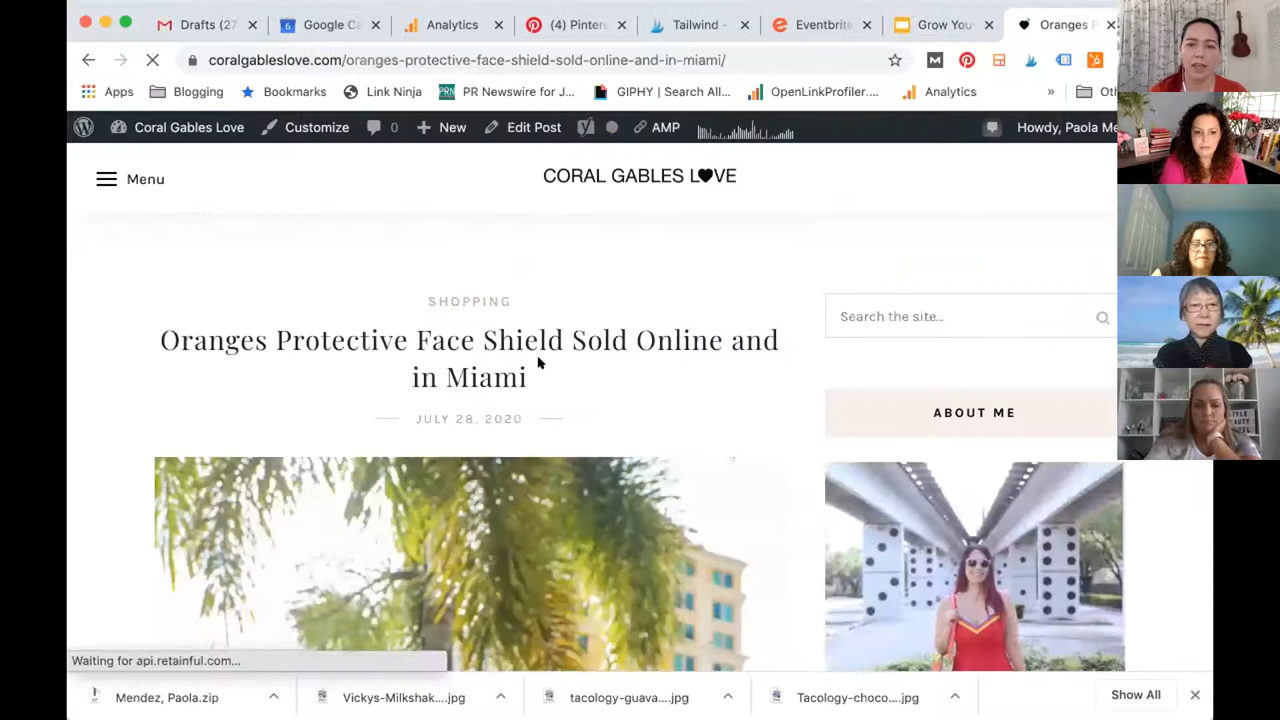 Drafts (27
Google Ca
Analytics
(4) Pintere
Tailwind -
Eventbrite
Grow You
Oranges P
coralgableslove.com/oranges-protective-face-shield-sold-online-and-in-miami/
Apps
Blogging
Bookmarks
Link Ninja
PR Newswire for J...
GIPHY | Search All...
OpenLinkProfiler....
Analytics
»
Coral Gables Love
Customize
0
New
Edit Post
AMP
Howdy, Paola Me
Menu
CORAL GABLES L♥VE
SHOPPING
Oranges Protective Face Shield Sold Online and
in Miami
JULY 28, 2020
Search the site...
ABOUT ME
Waiting for api.retainful.com...
Mendez, Paola.zip
Vickys-Milkshak....jpg
tacology-guava....jpg
Tacology-choco....jpg
Show All